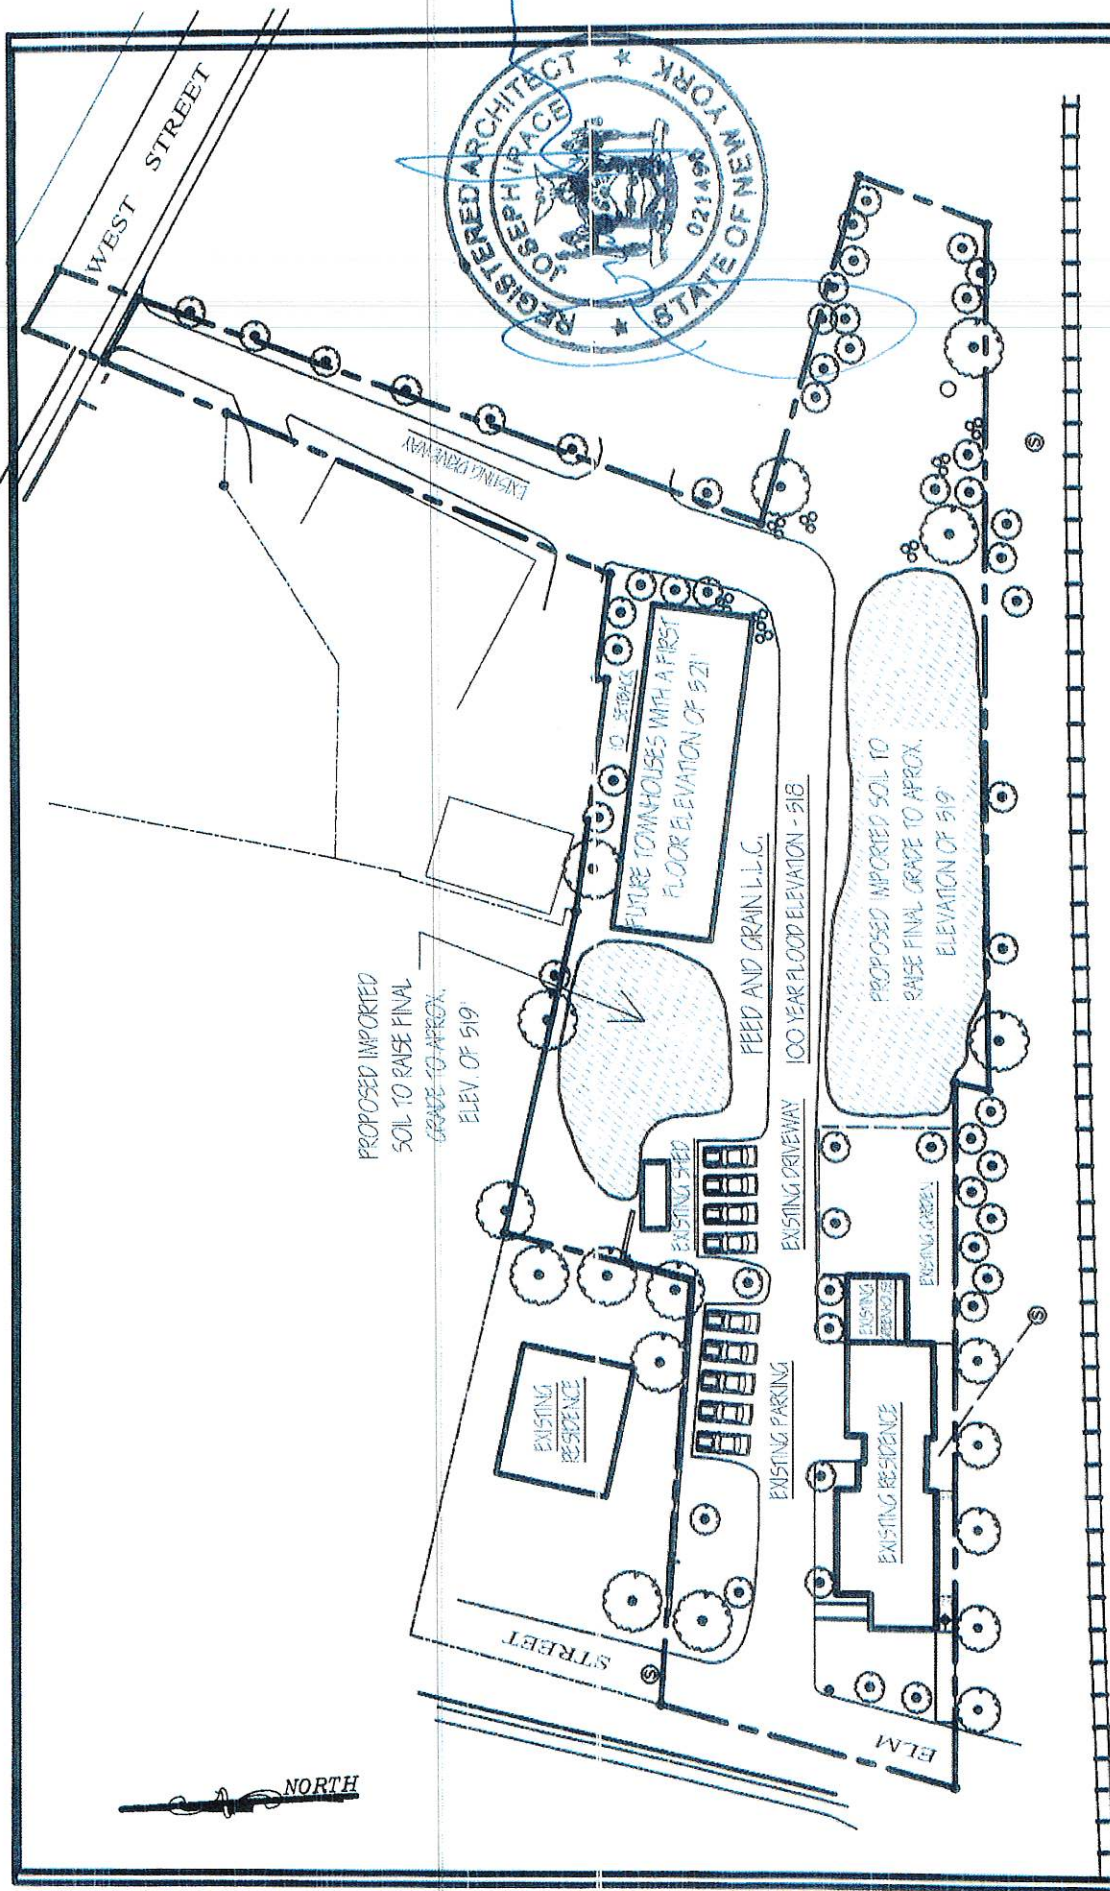 WEST STREET
REGISTERED ARCHITECT
JOSEPH IRACE
021498
STATE OF NEW YORK
EXISTING DRIVEWAY
10' SETBACK
FUTURE TOWNHOUSES WITH A FIRST
FLOOR ELEVATION OF 521'
FEED AND GRAIN L.L.C.
100 YEAR FLOOD ELEVATION - 518'
PROPOSED IMPORTED SOIL TO
RAISE FINAL GRADE TO APROX.
ELEVATION OF 519'
PROPOSED IMPORTED
SOIL TO RAISE FINAL
GRADE TO APROX.
ELEV. OF 519'
EXISTING SHED
EXISTING DRIVEWAY
EXISTING GARDEN
EXISTING
GREENHOUSE
EXISTING
RESIDENCE
EXISTING PARKING
EXISTING RESIDENCE
S
S
S
ELM STREET
NORTH